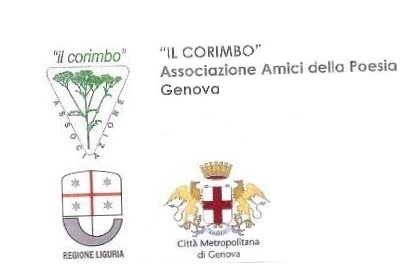 "il corimbo"
ASSOCIAZIONE
"IL CORIMBO"
Associazione Amici della Poesia
Genova
REGIONE LIGURIA
Città Metropolitana
di Genova